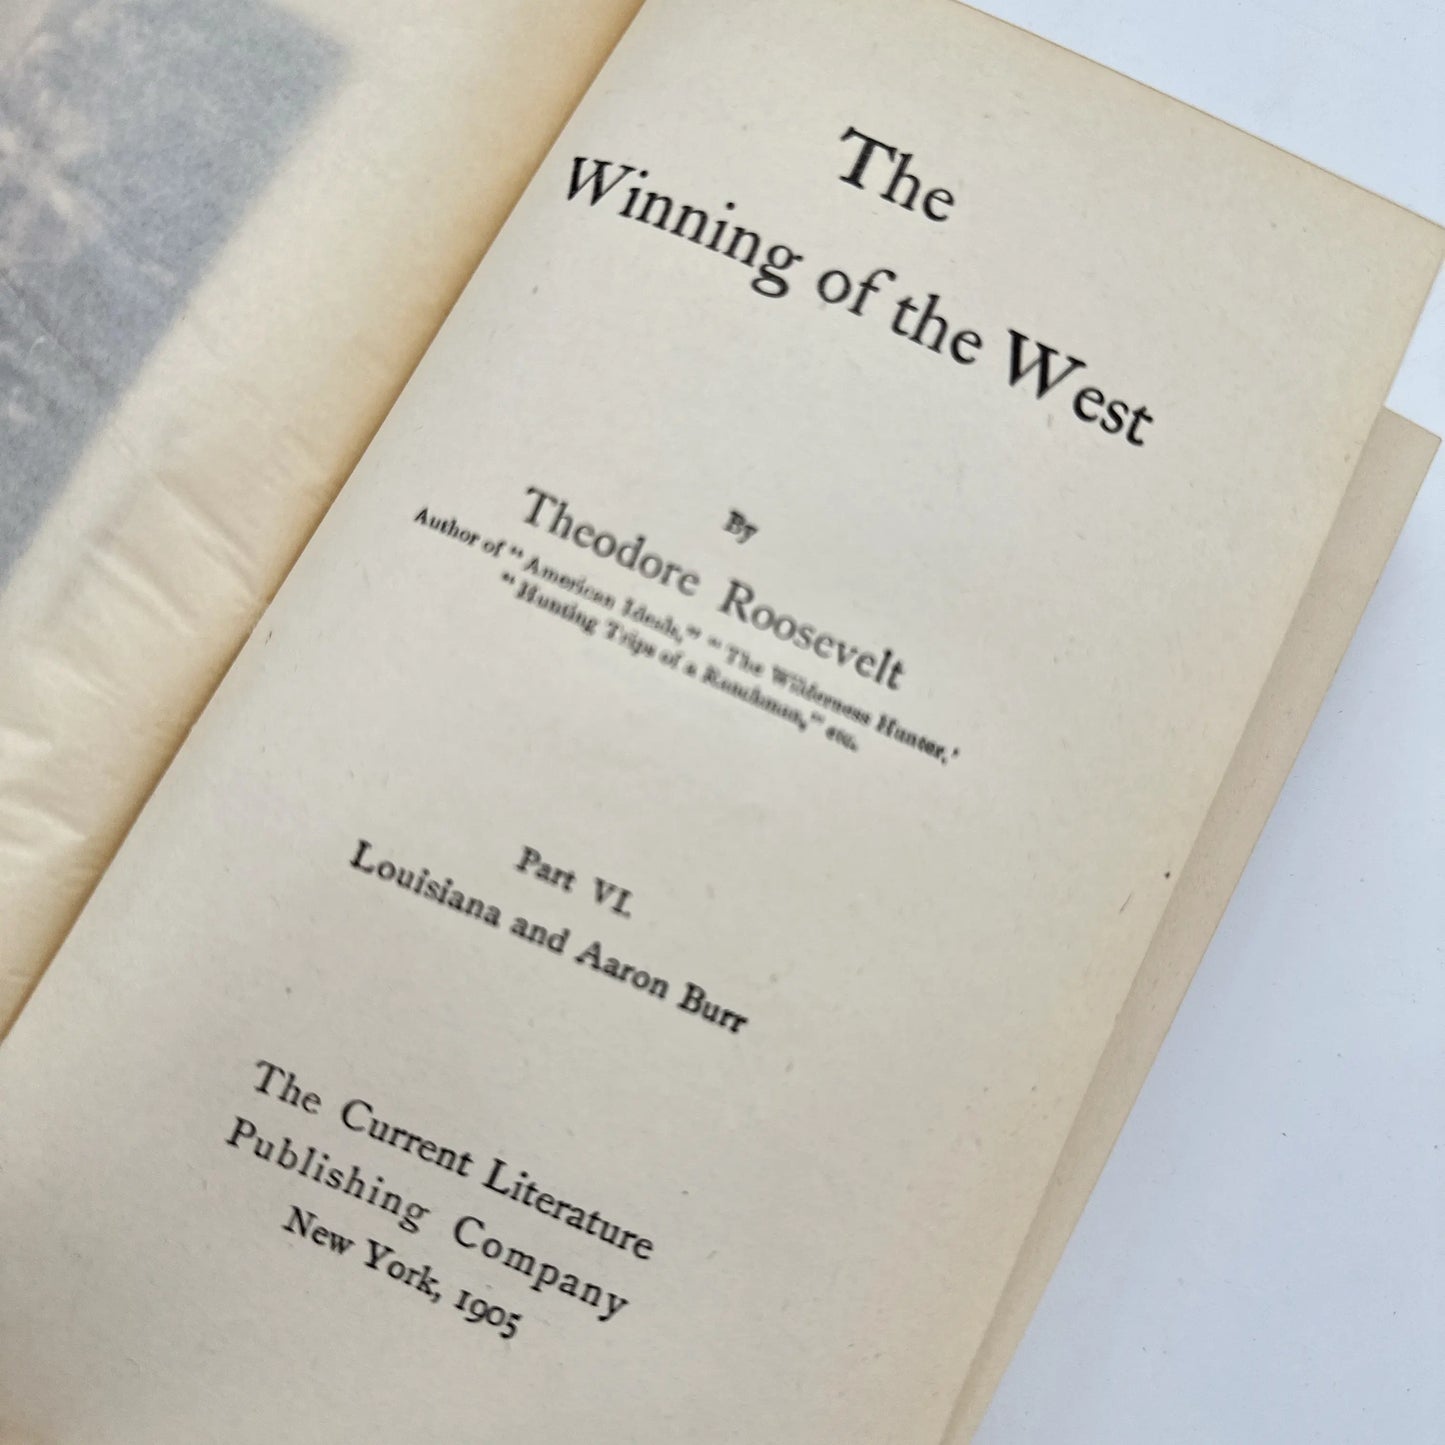 The
Winning of the West
By
Theodore Roosevelt
Author of "American Ideals," "The Wilderness Hunter,'
"Hunting Trips of a Ranchman," etc.
Part VI.
Louisiana and Aaron Burr
The Current Literature
Publishing Company
New York, 1905